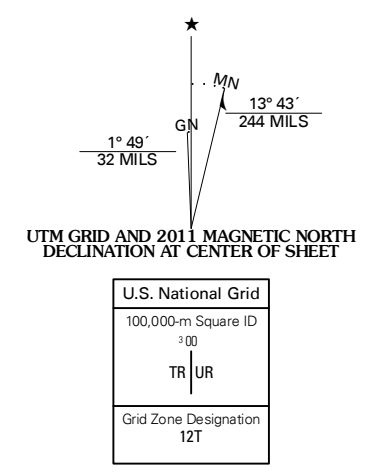 ★
MN
13° 43´
244 MILS
GN
1° 49´
32 MILS
UTM GRID AND 2011 MAGNETIC NORTH
DECLINATION AT CENTER OF SHEET
U.S. National Grid
100,000-m Square ID
³00
TR UR
Grid Zone Designation
12T